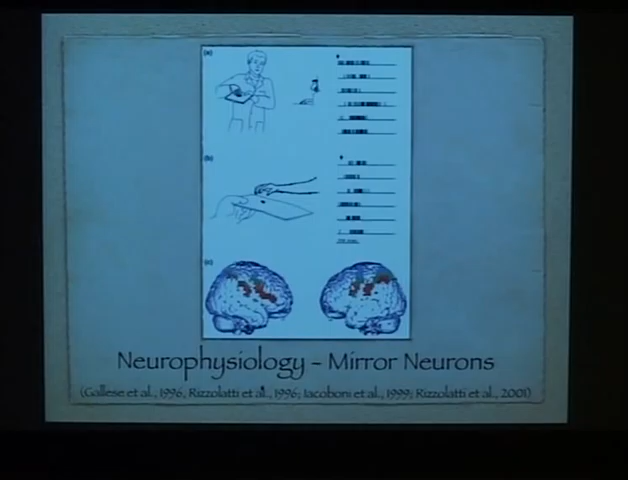 (a)
(b)
(c)
Neurophysiology – Mirror Neurons
(Gallese et al., 1996, Rizzolatti et al., 1996; Iacoboni et al., 1999; Rizzolatti et al., 2001)